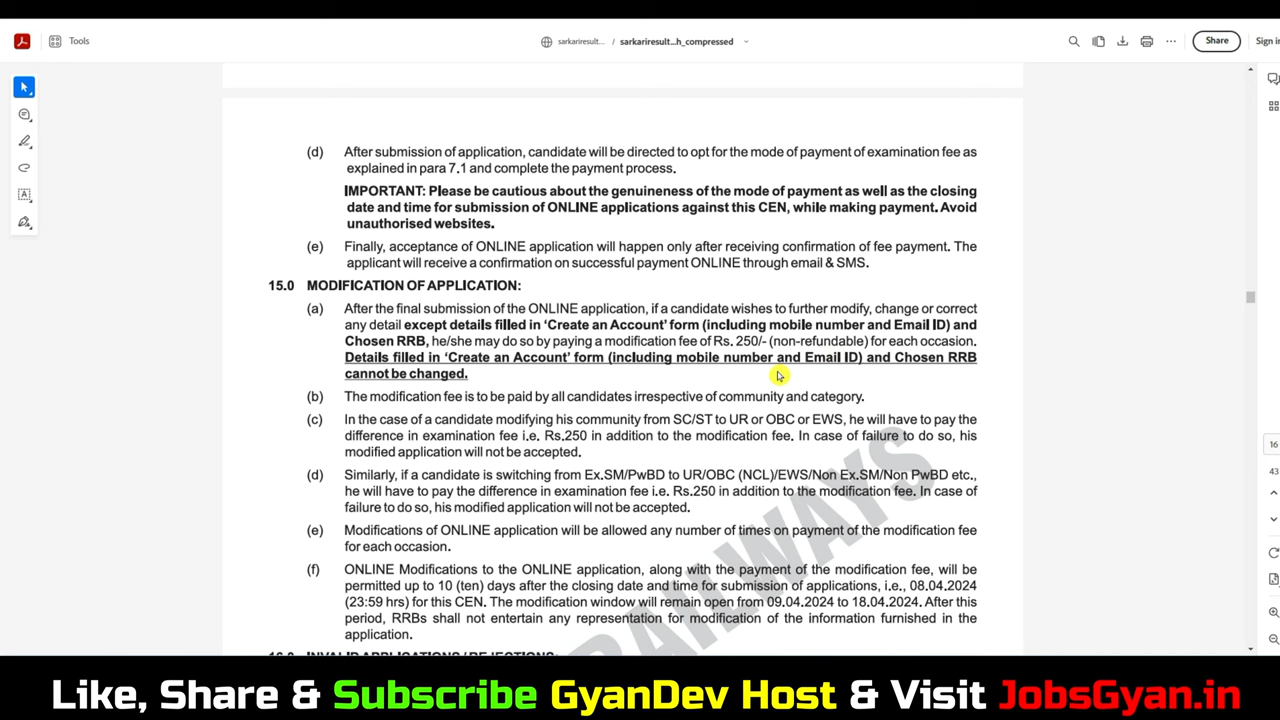 Tools
sarkariresult...
/ sarkariresult...h_compressed
Share
Sign in
(d) After submission of application, candidate will be directed to opt for the mode of payment of examination fee as
explained in para 7.1 and complete the payment process.
IMPORTANT: Please be cautious about the genuineness of the mode of payment as well as the closing
date and time for submission of ONLINE applications against this CEN, while making payment. Avoid
unauthorised websites.
(e) Finally, acceptance of ONLINE application will happen only after receiving confirmation of fee payment. The
applicant will receive a confirmation on successful payment ONLINE through email & SMS.
15.0 MODIFICATION OF APPLICATION:
(a) After the final submission of the ONLINE application, if a candidate wishes to further modify, change or correct
any detail except details filled in ‘Create an Account’ form (including mobile number and Email ID) and
Chosen RRB, he/she may do so by paying a modification fee of Rs. 250/- (non-refundable) for each occasion.
Details filled in ‘Create an Account’ form (including mobile number and Email ID) and Chosen RRB
cannot be changed.
(b) The modification fee is to be paid by all candidates irrespective of community and category.
(c) In the case of a candidate modifying his community from SC/ST to UR or OBC or EWS, he will have to pay the
difference in examination fee i.e. Rs.250 in addition to the modification fee. In case of failure to do so, his
modified application will not be accepted.
(d) Similarly, if a candidate is switching from Ex.SM/PwBD to UR/OBC (NCL)/EWS/Non Ex.SM/Non PwBD etc.,
he will have to pay the difference in examination fee i.e. Rs.250 in addition to the modification fee. In case of
failure to do so, his modified application will not be accepted.
(e) Modifications of ONLINE application will be allowed any number of times on payment of the modification fee
for each occasion.
(f) ONLINE Modifications to the ONLINE application, along with the payment of the modification fee, will be
permitted up to 10 (ten) days after the closing date and time for submission of applications, i.e., 08.04.2024
(23:59 hrs) for this CEN. The modification window will remain open from 09.04.2024 to 18.04.2024. After this
period, RRBs shall not entertain any representation for modification of the information furnished in the
application.
16.0 INVALID APPLICATIONS / REJECTIONS:
RAILWAYS
16
43
Like, Share & Subscribe GyanDev Host & Visit JobsGyan.in